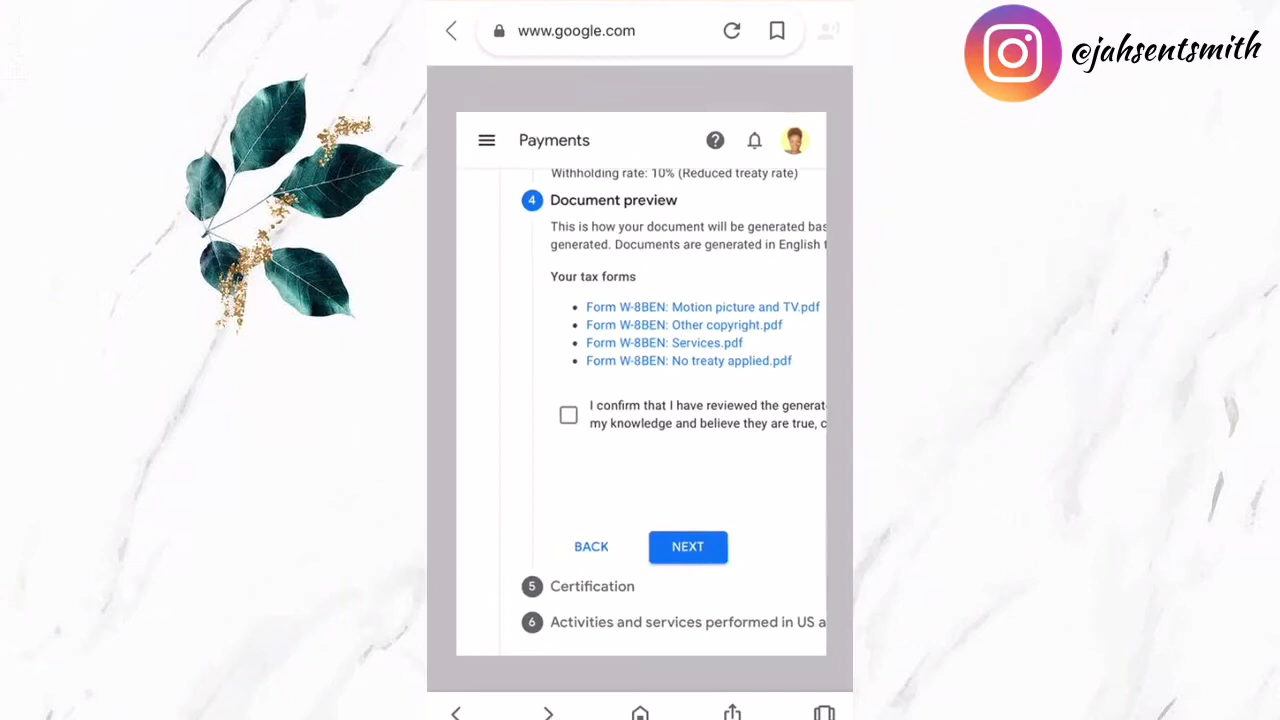 www.google.com
@jahsentsmith
Payments
Withholding rate: 10% (Reduced treaty rate)
4 Document preview
This is how your document will be generated bas
generated. Documents are generated in English t
Your tax forms
Form W-8BEN: Motion picture and TV.pdf
Form W-8BEN: Other copyright.pdf
Form W-8BEN: Services.pdf
Form W-8BEN: No treaty applied.pdf
I confirm that I have reviewed the generate
my knowledge and believe they are true, c
BACK NEXT
5 Certification
6 Activities and services performed in US a